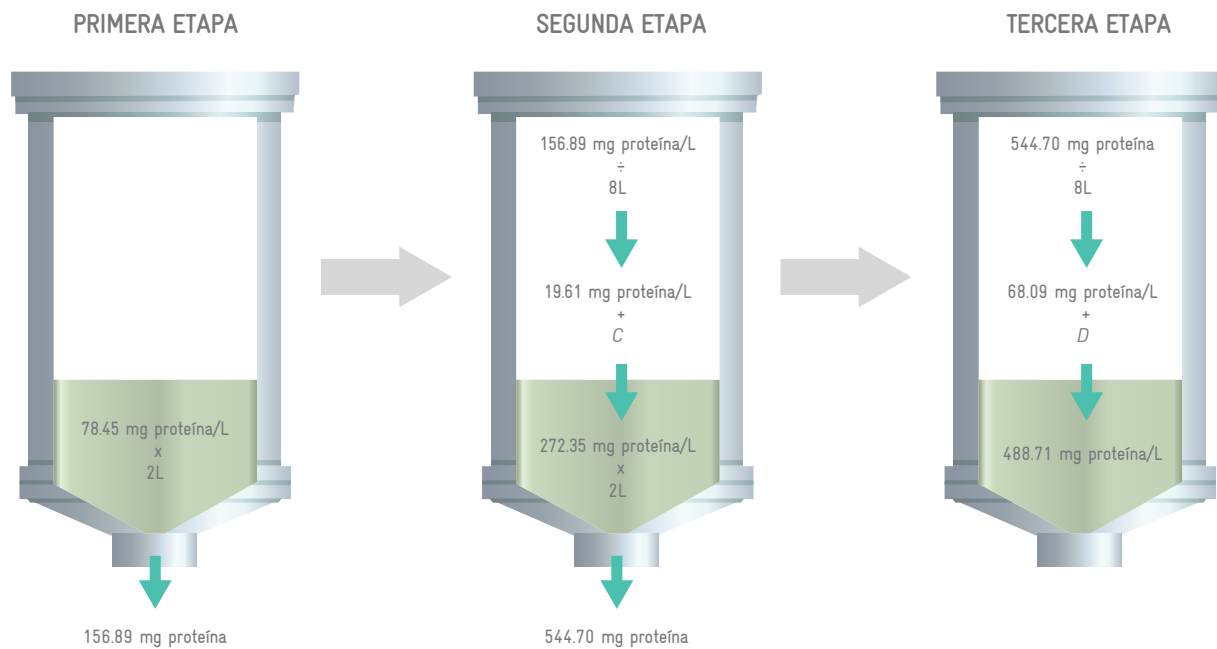 PRIMERA ETAPA
78.45 mg proteína/L
x
2L
156.89 mg proteína
SEGUNDA ETAPA
156.89 mg proteína/L
÷
8L
19.61 mg proteína/L
+
C
272.35 mg proteína/L
x
2L
544.70 mg proteína
TERCERA ETAPA
544.70 mg proteína
÷
8L
68.09 mg proteína/L
+
D
488.71 mg proteína/L